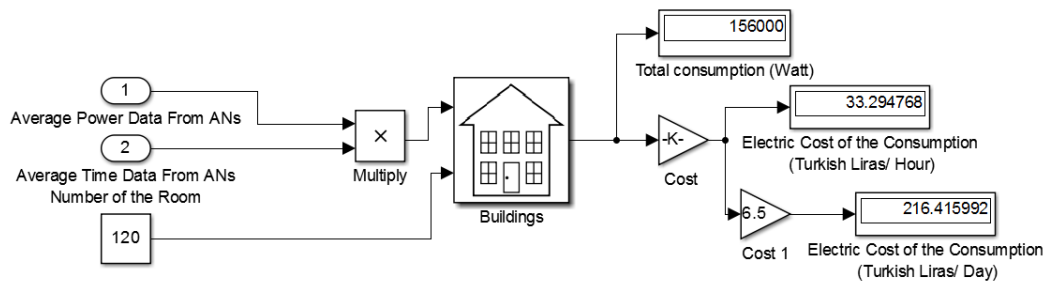 1
Average Power Data From ANs
2
Average Time Data From ANs
Number of the Room
120
×
Multiply
Buildings
156000
Total consumption (Watt)
-K-
Cost
33.294768
Electric Cost of the Consumption
(Turkish Liras/ Hour)
6.5
Cost 1
216.415992
Electric Cost of the Consumption
(Turkish Liras/ Day)